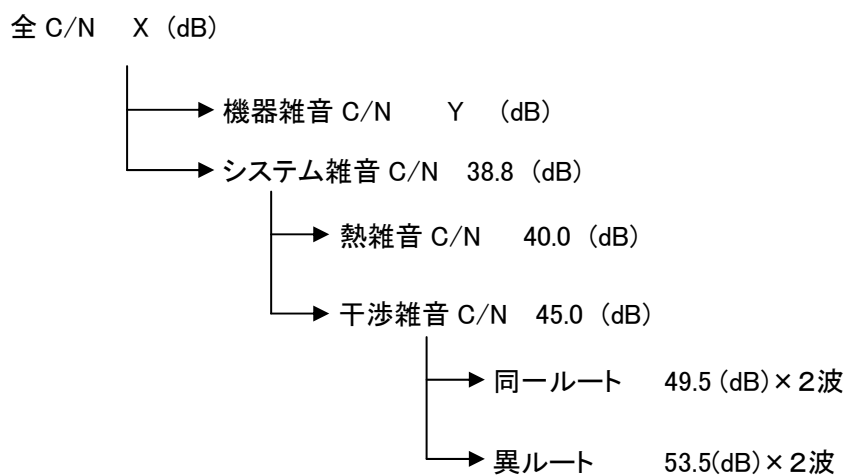 全 C/N X (dB)
機器雑音 C/N Y (dB)
システム雑音 C/N 38.8 (dB)
熱雑音 C/N 40.0 (dB)
干渉雑音 C/N 45.0 (dB)
同一ルート 49.5 (dB)×2波
異ルート 53.5(dB)×2波